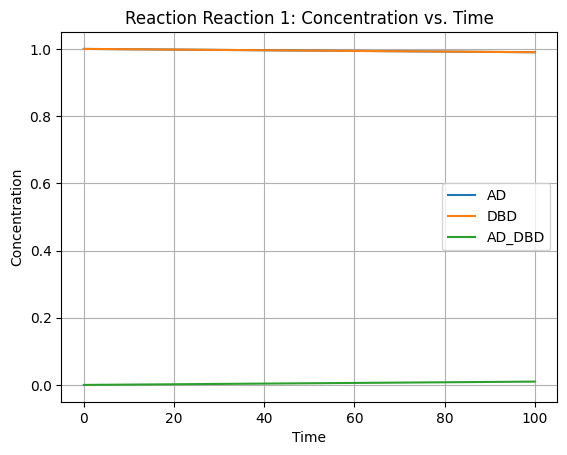 Reaction Reaction 1: Concentration vs. Time
Concentration
1.0
0.8
0.6
0.4
0.2
0.0
AD
DBD
AD_DBD
0 20 40 60 80 100
Time